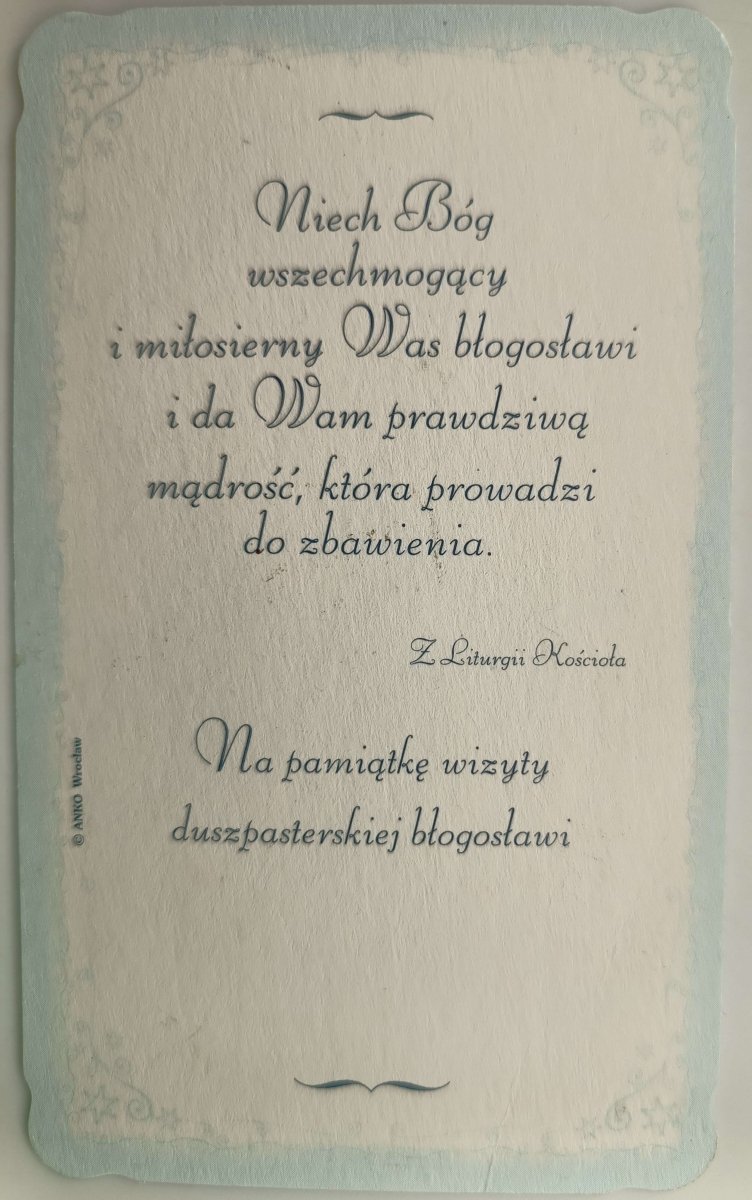 Niech Bóg
wszechmogący
i miłosierny Was błogosławi
i da Wam prawdziwą
mądrość, która prowadzi
do zbawienia.
Z Liturgii Kościoła
Na pamiątkę wizyty
duszpasterskiej błogosławi
© ANKO Wrocław